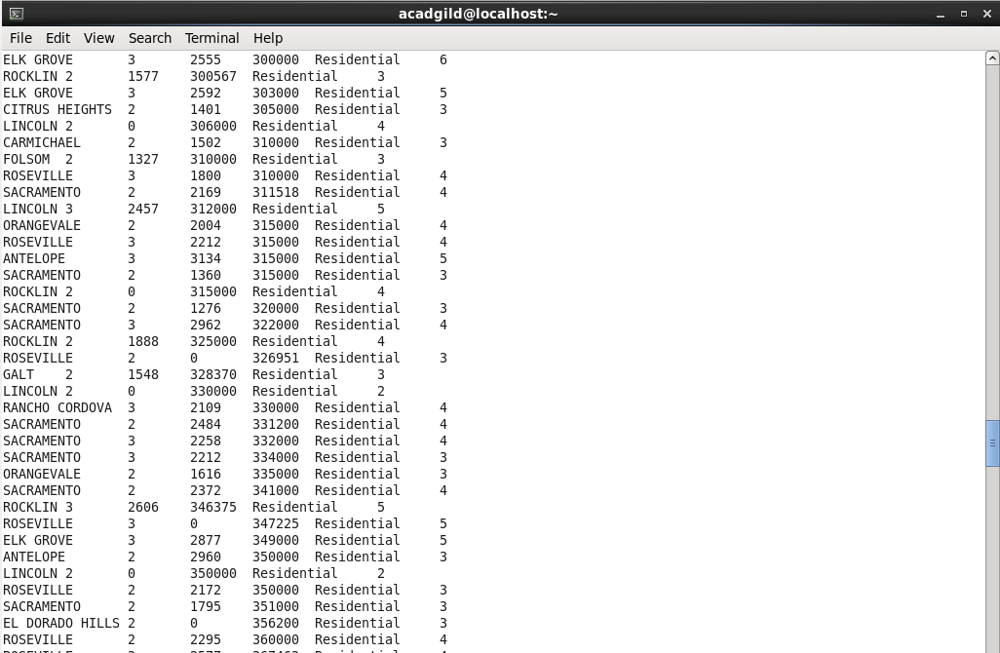 acadgild@localhost:~
File Edit View Search Terminal Help
ELK GROVE 3 2555 300000 Residential 6
ROCKLIN 2 1577 300567 Residential 3
ELK GROVE 3 2592 303000 Residential 5
CITRUS HEIGHTS 2 1401 305000 Residential 3
LINCOLN 2 0 306000 Residential 4
CARMICHAEL 2 1502 310000 Residential 3
FOLSOM 2 1327 310000 Residential 3
ROSEVILLE 3 1800 310000 Residential 4
SACRAMENTO 2 2169 311518 Residential 4
LINCOLN 3 2457 312000 Residential 5
ORANGEVALE 2 2004 315000 Residential 4
ROSEVILLE 3 2212 315000 Residential 4
ANTELOPE 3 3134 315000 Residential 5
SACRAMENTO 2 1360 315000 Residential 3
ROCKLIN 2 0 315000 Residential 4
SACRAMENTO 2 1276 320000 Residential 3
SACRAMENTO 3 2962 322000 Residential 4
ROCKLIN 2 1888 325000 Residential 4
ROSEVILLE 2 0 326951 Residential 3
GALT 2 1548 328370 Residential 3
LINCOLN 2 0 330000 Residential 2
RANCHO CORDOVA 3 2109 330000 Residential 4
SACRAMENTO 2 2484 331200 Residential 4
SACRAMENTO 3 2258 332000 Residential 4
SACRAMENTO 3 2212 334000 Residential 3
ORANGEVALE 2 1616 335000 Residential 3
SACRAMENTO 2 2372 341000 Residential 4
ROCKLIN 3 2606 346375 Residential 5
ROSEVILLE 3 0 347225 Residential 5
ELK GROVE 3 2877 349000 Residential 5
ANTELOPE 2 2960 350000 Residential 3
LINCOLN 2 0 350000 Residential 2
ROSEVILLE 2 2172 350000 Residential 3
SACRAMENTO 2 1795 351000 Residential 3
EL DORADO HILLS 2 0 356200 Residential 3
ROSEVILLE 2 2295 360000 Residential 4